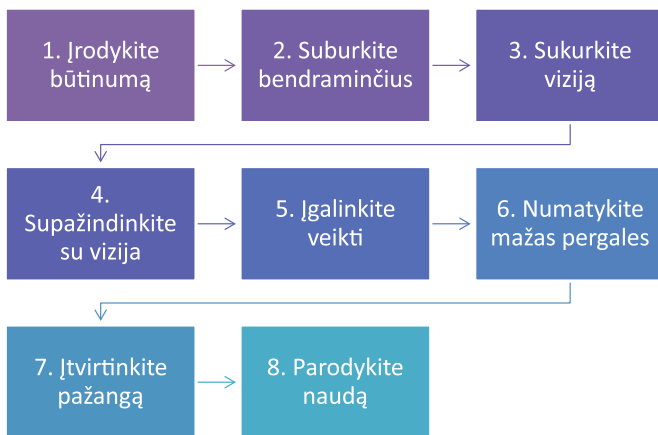 1. Įrodykite
būtinumą
2. Suburkite
bendraminčius
3. Sukurkite
viziją
4.
Supažindinkite
su vizija
5. Įgalinkite
veikti
6. Numatykite
mažas pergales
7. Įtvirtinkite
pažangą
8. Parodykite
naudą